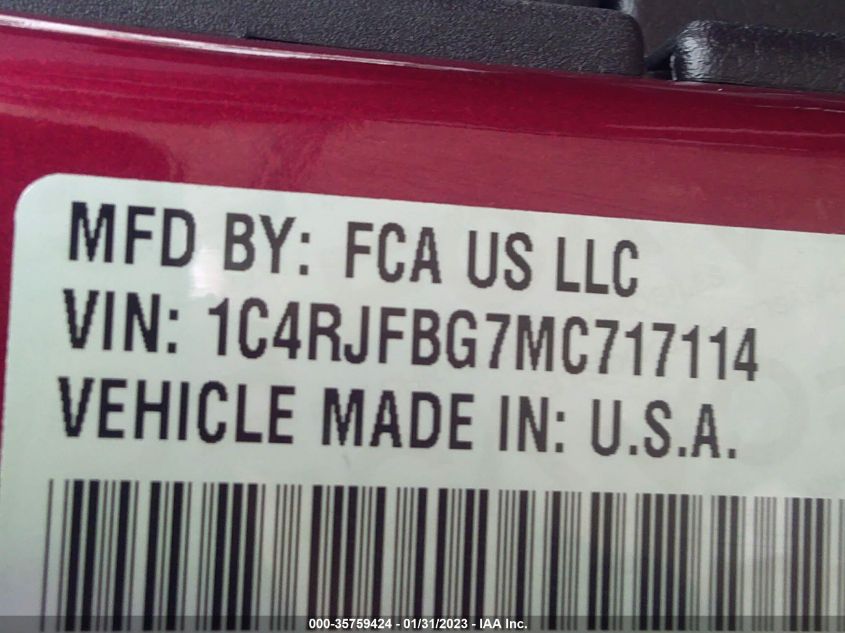 MFD BY: FCA US LLC
VIN: 1C4RJFBG7MC717114
VEHICLE MADE IN: U.S.A.
000-35759424 - 01/31/2023 - IAA Inc.